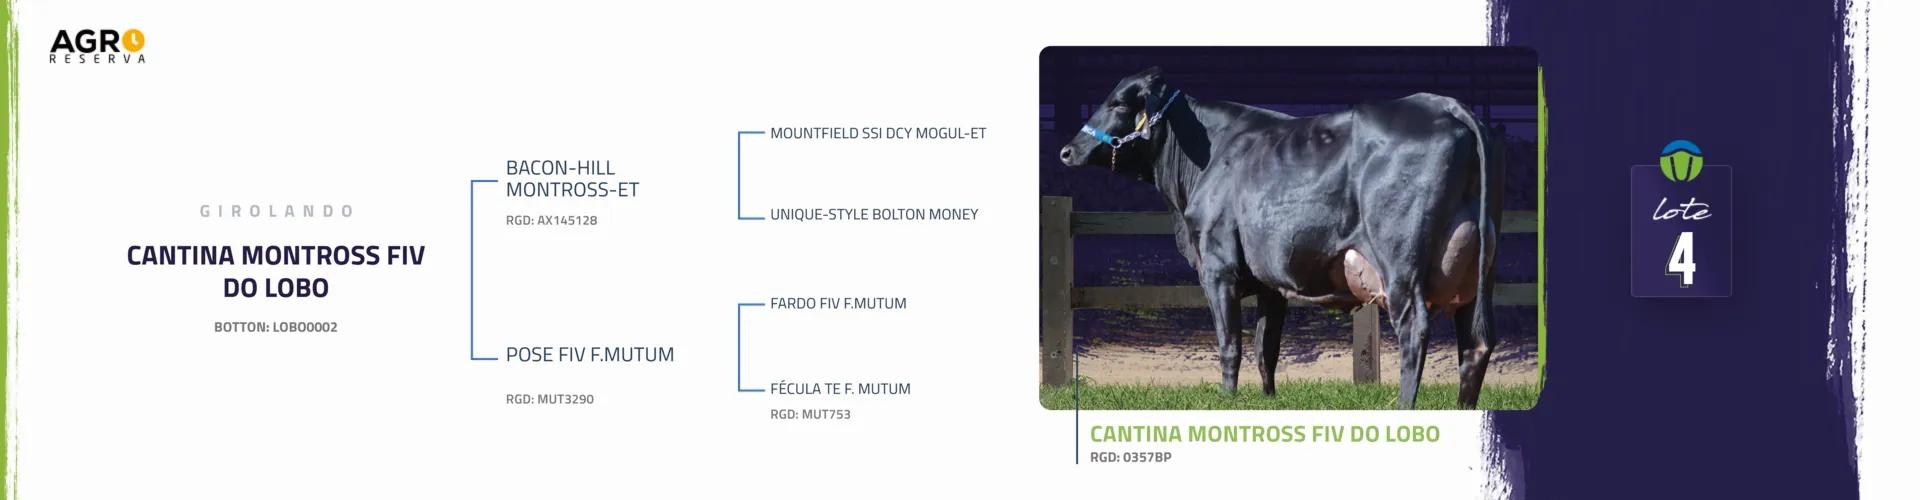 AGRO
RESERVA
GIROLANDO
CANTINA MONTROSS FIV
DO LOBO
BOTTON: LOBO0002
BACON-HILL
MONTROSS-ET
RGD: AX145128
POSE FIV F.MUTUM
RGD: MUT3290
MOUNTFIELD SSI DCY MOGUL-ET
UNIQUE-STYLE BOLTON MONEY
FARDO FIV F.MUTUM
FÉCULA TE F. MUTUM
RGD: MUT753
CANTINA MONTROSS FIV DO LOBO
RGD: 0357BP
lote
4